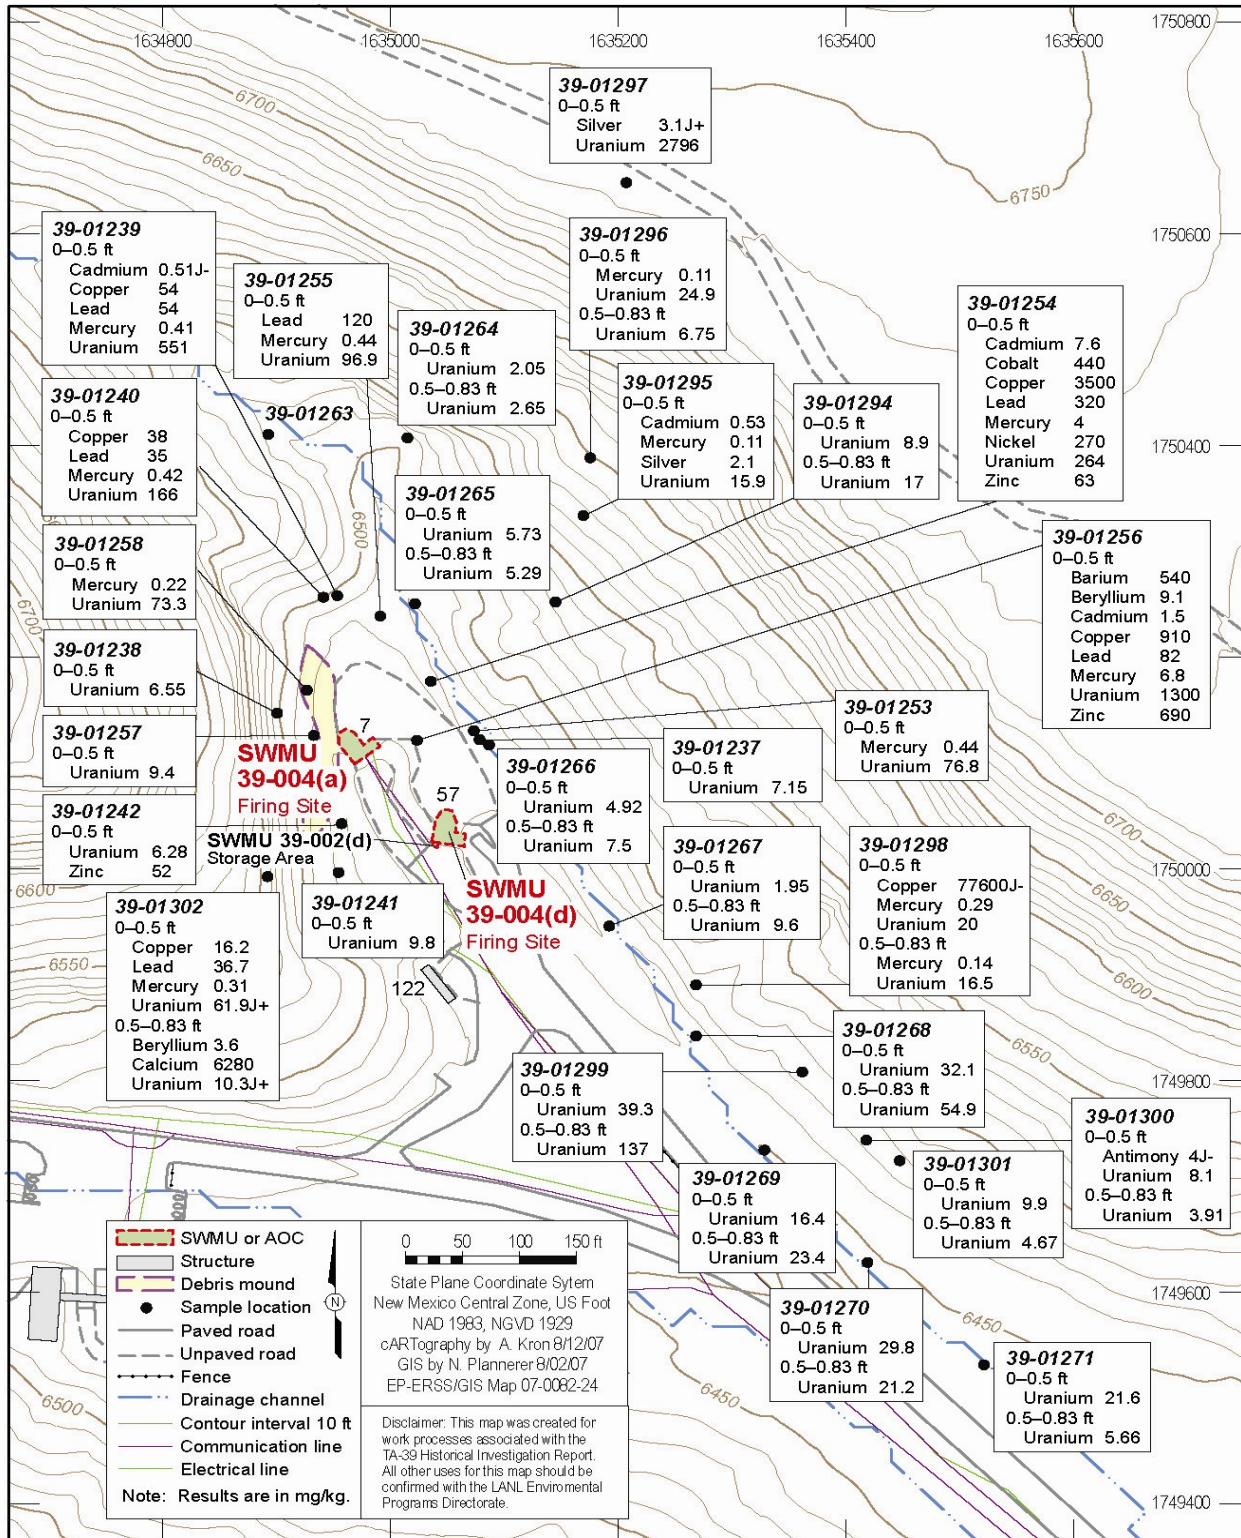 1634800 1635000 1635200 1635400 1635600 1750800
39-01297
0–0.5 ft
Silver 3.1J+
Uranium 2796
6700
6650
6750
1750600
39-01239
0–0.5 ft
Cadmium 0.51J-
Copper 54
Lead 54
Mercury 0.41
Uranium 551
39-01255
0–0.5 ft
Lead 120
Mercury 0.44
Uranium 96.9
39-01296
0–0.5 ft
Mercury 0.11
Uranium 24.9
0.5–0.83 ft
Uranium 6.75
39-01264
0–0.5 ft
Uranium 2.05
0.5–0.83 ft
Uranium 2.65
39-01254
0–0.5 ft
Cadmium 7.6
Cobalt 440
Copper 3500
Lead 320
Mercury 4
Nickel 270
Uranium 264
Zinc 63
39-01240
0–0.5 ft
Copper 38
Lead 35
Mercury 0.42
Uranium 166
39-01263
39-01295
0–0.5 ft
Cadmium 0.53
Mercury 0.11
Silver 2.1
Uranium 15.9
39-01294
0–0.5 ft
Uranium 8.9
0.5–0.83 ft
Uranium 17
1750400
39-01265
0–0.5 ft
Uranium 5.73
0.5–0.83 ft
Uranium 5.29
6500
39-01258
0–0.5 ft
Mercury 0.22
Uranium 73.3
39-01256
0–0.5 ft
Barium 540
Beryllium 9.1
Cadmium 1.5
Copper 910
Lead 82
Mercury 6.8
Uranium 1300
Zinc 690
6700
39-01238
0–0.5 ft
Uranium 6.55
39-01257
0–0.5 ft
Uranium 9.4
SWMU
39-004(a)
Firing Site
7
57
39-01253
0–0.5 ft
Mercury 0.44
Uranium 76.8
39-01237
0–0.5 ft
Uranium 7.15
39-01266
0–0.5 ft
Uranium 4.92
0.5–0.83 ft
Uranium 7.5
39-01242
0–0.5 ft
Uranium 6.28
Zinc 52
SWMU 39-002(d)
Storage Area
6700
6650
6600
1750000
39-01267
0–0.5 ft
Uranium 1.95
0.5–0.83 ft
Uranium 9.6
39-01298
0–0.5 ft
Copper 77600J-
Mercury 0.29
Uranium 20
0.5–0.83 ft
Mercury 0.14
Uranium 16.5
39-01302
0–0.5 ft
Copper 16.2
Lead 36.7
Mercury 0.31
Uranium 61.9J+
0.5–0.83 ft
Beryllium 3.6
Calcium 6280
Uranium 10.3J+
39-01241
0–0.5 ft
Uranium 9.8
SWMU
39-004(d)
Firing Site
6550
122
6600
6550
39-01268
0–0.5 ft
Uranium 32.1
0.5–0.83 ft
Uranium 54.9
39-01299
0–0.5 ft
Uranium 39.3
0.5–0.83 ft
Uranium 137
1749800
39-01300
0–0.5 ft
Antimony 4J-
Uranium 8.1
0.5–0.83 ft
Uranium 3.91
39-01301
0–0.5 ft
Uranium 9.9
0.5–0.83 ft
Uranium 4.67
39-01269
0–0.5 ft
Uranium 16.4
0.5–0.83 ft
Uranium 23.4
1749600
39-01270
0–0.5 ft
Uranium 29.8
0.5–0.83 ft
Uranium 21.2
6450
39-01271
0–0.5 ft
Uranium 21.6
0.5–0.83 ft
Uranium 5.66
6450
6500
1749400
SWMU or AOC
Structure
Debris mound
Sample location
Paved road
Unpaved road
Fence
Drainage channel
Contour interval 10 ft
Communication line
Electrical line
Note: Results are in mg/kg.
N
0 50 100 150 ft
State Plane Coordinate Sytem
New Mexico Central Zone, US Foot
NAD 1983, NGVD 1929
cARTography by A. Kron 8/12/07
GIS by N. Plannerer 8/02/07
EP-ERSS/GIS Map 07-0082-24
Disclaimer: This map was created for
work processes associated with the
TA-39 Historical Investigation Report.
All other uses for this map should be
confirmed with the LANL Enviromental
Programs Directorate.